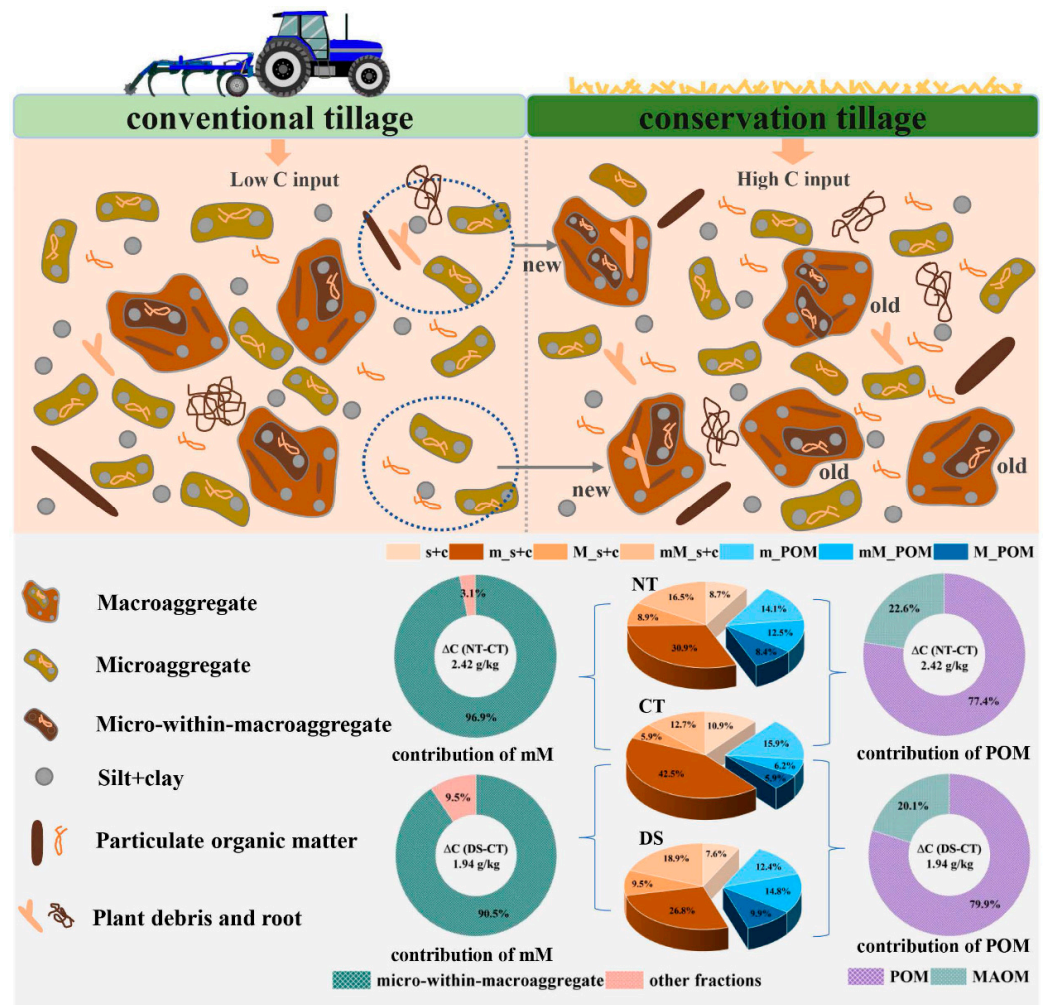 conventional tillage
conservation tillage
Low C input
High C input
new
old
new
old
old
s+c m_s+c M_s+c mM_s+c m_POM mM_POM M_POM
Macroaggregate
Microaggregate
Micro-within-macroaggregate
Silt+clay
Particulate organic matter
Plant debris and root
3.1%
ΔC (NT-CT)
2.42 g/kg
96.9%
contribution of mM
9.5%
ΔC (DS-CT)
1.94 g/kg
90.5%
contribution of mM
micro-within-macroaggregate other fractions
NT
16.5%
8.7%
8.9%
30.9%
14.1%
12.5%
8.4%
CT
12.7%
10.9%
5.9%
42.5%
15.9%
6.2%
5.9%
DS
18.9%
7.6%
9.5%
26.8%
12.4%
14.8%
9.9%
22.6%
ΔC (NT-CT)
2.42 g/kg
77.4%
contribution of POM
20.1%
ΔC (DS-CT)
1.94 g/kg
79.9%
contribution of POM
POM MAOM